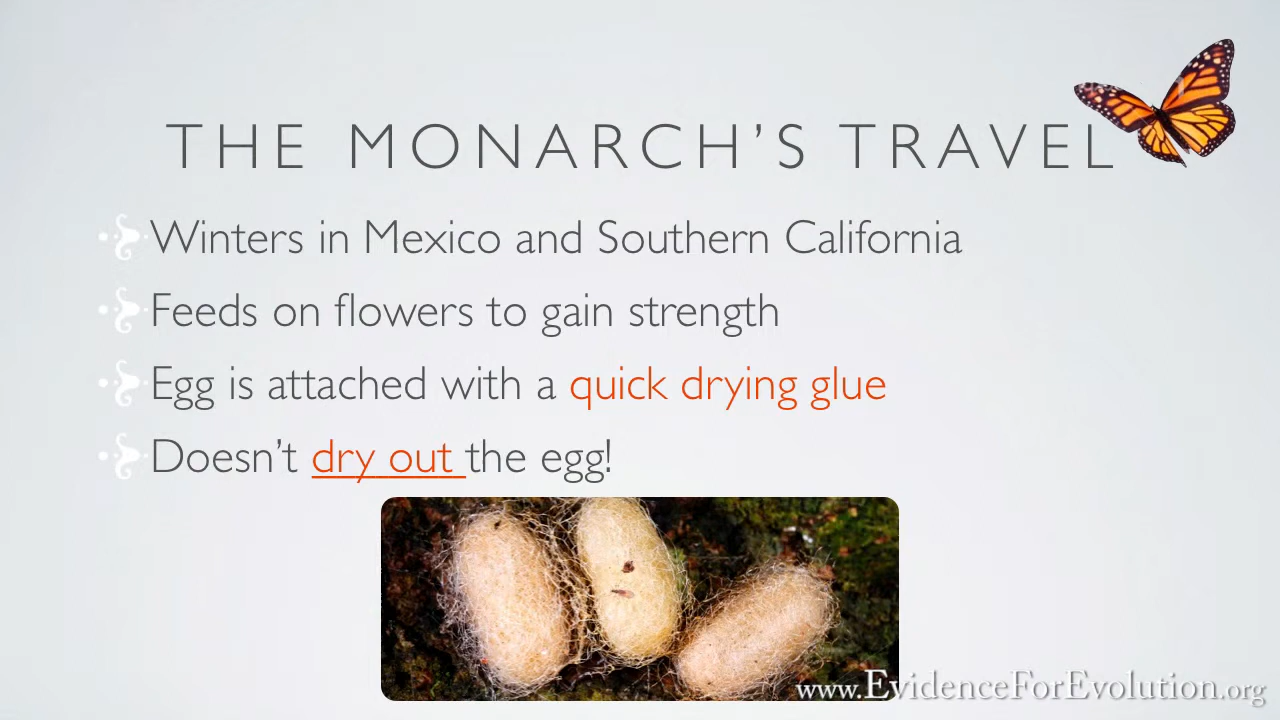 THE MONARCH'S TRAVEL
Winters in Mexico and Southern California
Feeds on flowers to gain strength
Egg is attached with a quick drying glue
Doesn't dry out the egg!
www.EvidenceForEvolution.org